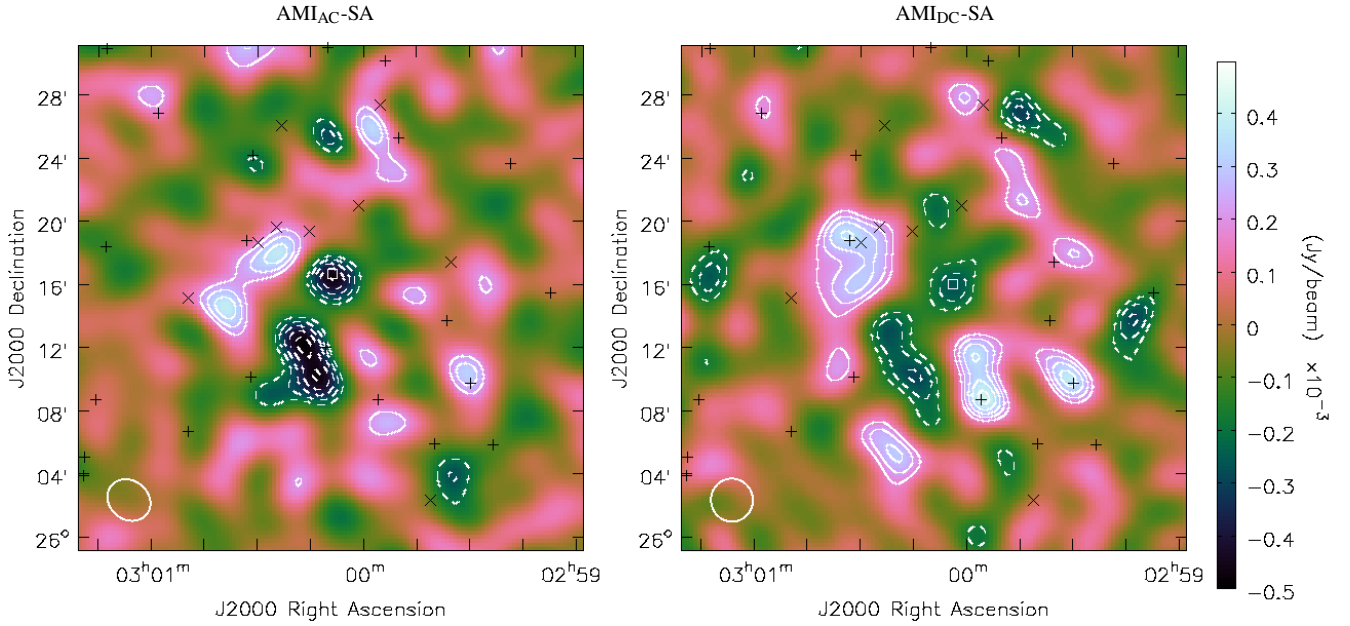 AMI_AC-SA
AMI_DC-SA
28'
24'
20'
16'
12'
08'
04'
26°
J2000 Declination
03ʰ01ᵐ
00ᵐ
02ʰ59
J2000 Right Ascension
28'
24'
20'
16'
12'
08'
04'
26°
J2000 Declination
03ʰ01ᵐ
00ᵐ
02ʰ59
J2000 Right Ascension
0.4
0.3
0.2
0.1
0
−0.1
−0.2
−0.3
−0.4
−0.5
(Jy/beam) ×10⁻³